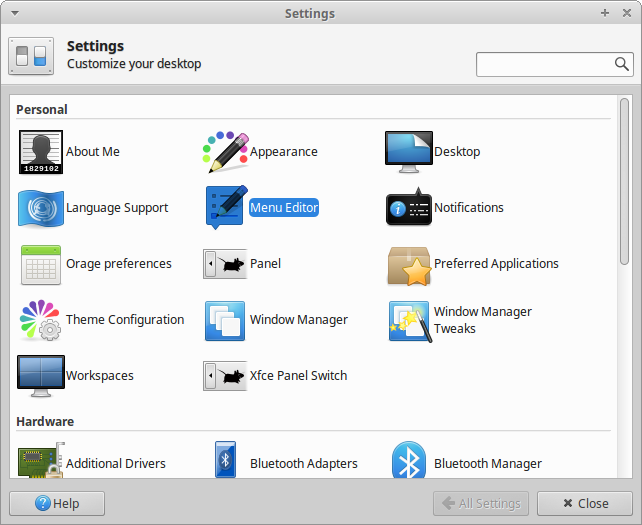 Settings
Settings
Customize your desktop
Personal
About Me
Appearance
Desktop
1829102
Language Support
Menu Editor
Notifications
Orage preferences
Panel
Preferred Applications
Theme Configuration
Window Manager
Window Manager
Tweaks
Workspaces
Xfce Panel Switch
Hardware
Additional Drivers
Bluetooth Adapters
Bluetooth Manager
Help
All Settings
Close